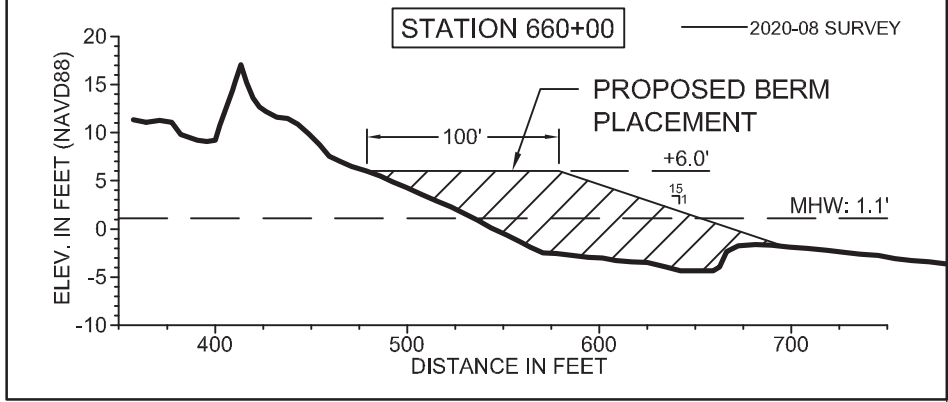 STATION 660+00
2020-08 SURVEY
PROPOSED BERM
PLACEMENT
100'
+6.0'
15
1
MHW: 1.1'
ELEV. IN FEET (NAVD88)
20
15
10
5
0
-5
-10
400
500
600
700
DISTANCE IN FEET